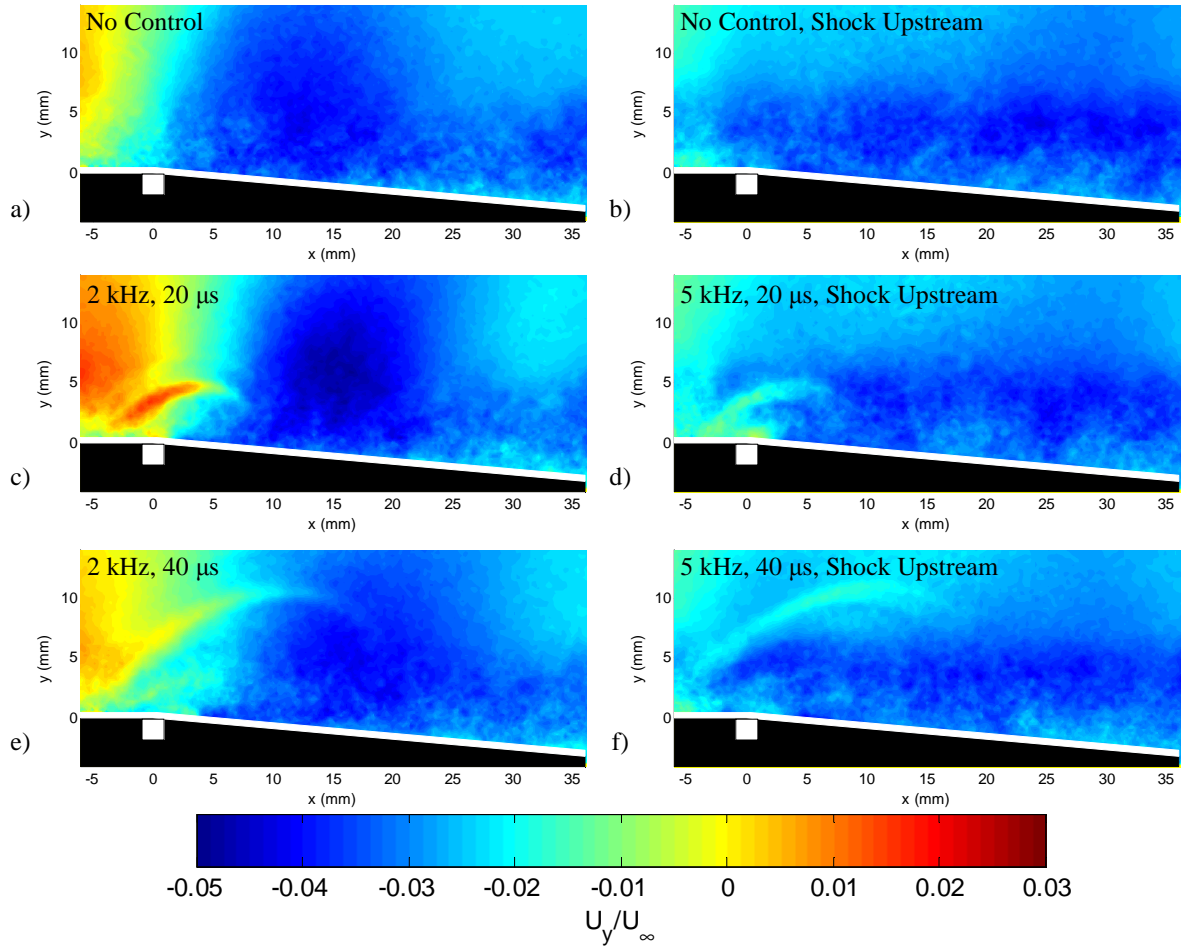 No Control
10
5
0
y (mm)
a)
-5 0 5 10 15 20 25 30 35
x (mm)
No Control, Shock Upstream
10
5
0
y (mm)
b)
-5 0 5 10 15 20 25 30 35
x (mm)
2 kHz, 20 μs
10
5
0
y (mm)
c)
-5 0 5 10 15 20 25 30 35
x (mm)
5 kHz, 20 μs, Shock Upstream
10
5
0
y (mm)
d)
-5 0 5 10 15 20 25 30 35
x (mm)
2 kHz, 40 μs
10
5
0
y (mm)
e)
-5 0 5 10 15 20 25 30 35
x (mm)
5 kHz, 40 μs, Shock Upstream
10
5
0
y (mm)
f)
-5 0 5 10 15 20 25 30 35
x (mm)
-0.05 -0.04 -0.03 -0.02 -0.01 0 0.01 0.02 0.03
U_y/U_∞